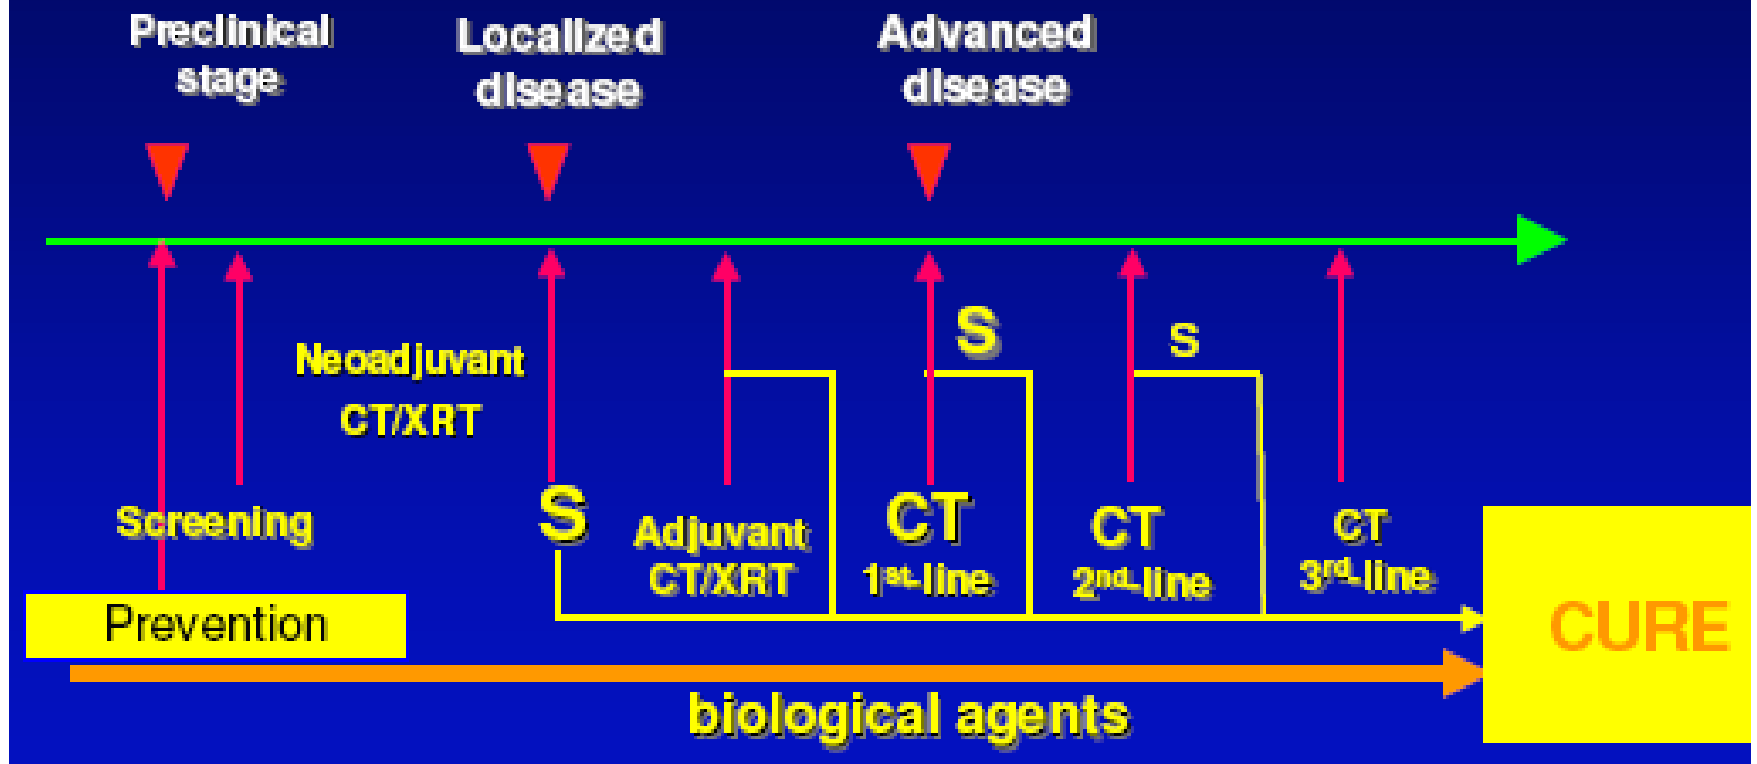 Preclinical
stage
Localized
disease
Advanced
disease
S
S
Neoadjuvant
CT/XRT
Screening
S
Adjuvant
CT/XRT
CT
1st-line
CT
2nd-line
CT
3rd-line
Prevention
CURE
biological agents